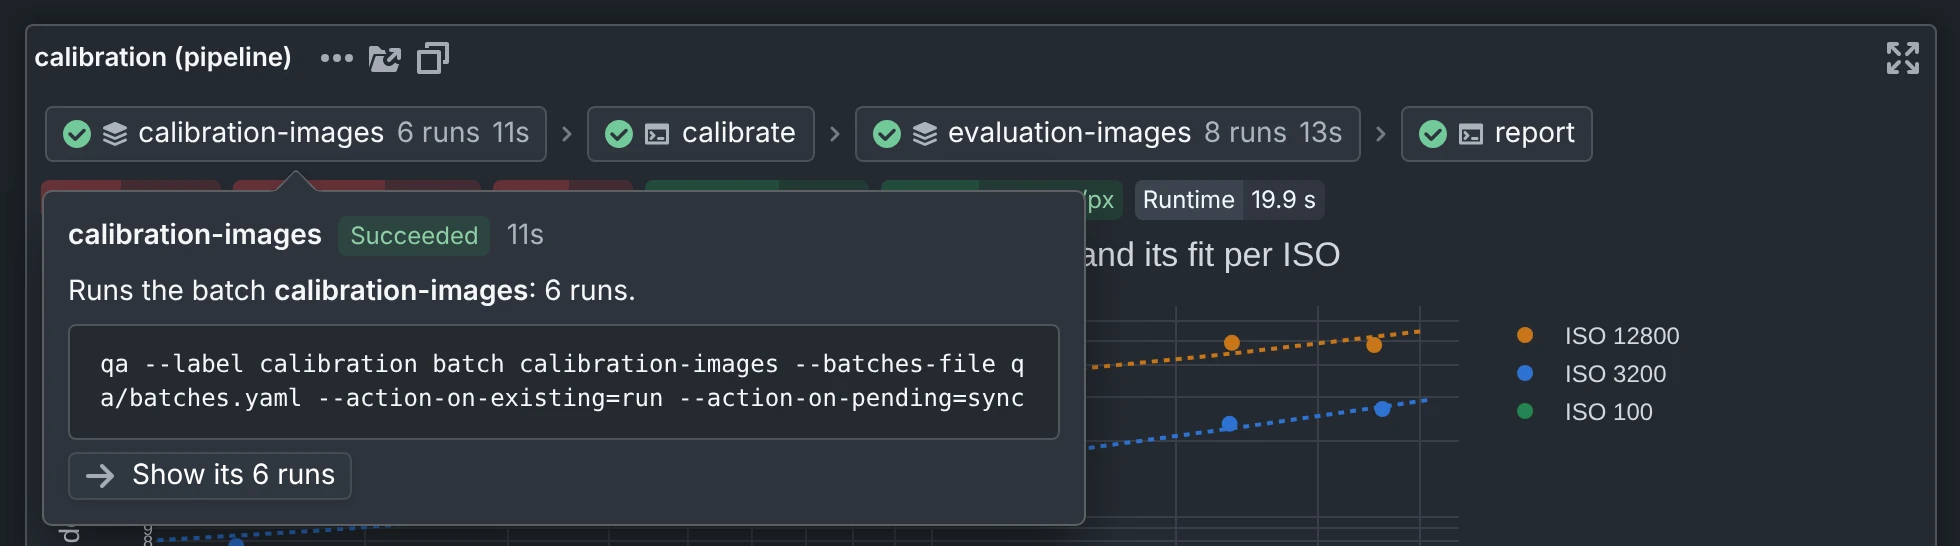 calibration (pipeline)
calibration-images 6 runs 11s
calibrate
evaluation-images 8 runs 13s
report
/px
Runtime 19.9 s
calibration-images Succeeded 11s
Runs the batch calibration-images: 6 runs.
qa --label calibration batch calibration-images --batches-file q
a/batches.yaml --action-on-existing=run --action-on-pending=sync
Show its 6 runs
and its fit per ISO
ISO 12800
ISO 3200
ISO 100
8